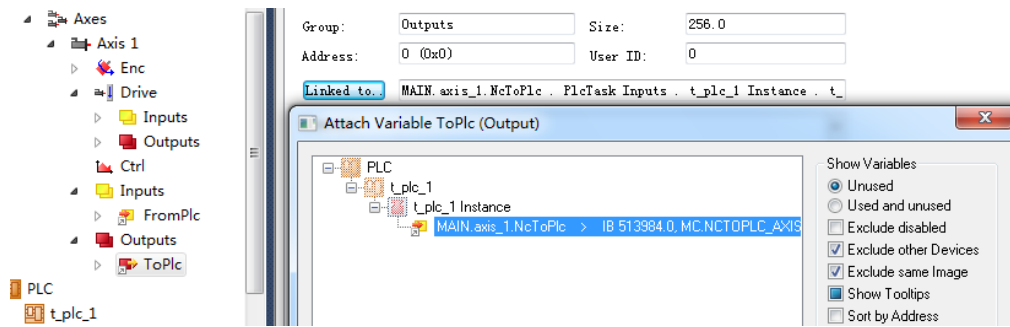 Axes
Axis 1
Enc
Drive
Inputs
Outputs
Ctrl
Inputs
FromPlc
Outputs
ToPlc
PLC
t_plc_1
Group: Outputs Size: 256.0
Address: 0 (0x0) User ID: 0
Linked to.. MAIN.axis_1.NcToPlc . PlcTask Inputs . t_plc_1 Instance . t_
Attach Variable ToPlc (Output)
PLC
t_plc_1
t_plc_1 Instance
MAIN.axis_1.NcToPlc > IB 513984.0, MC.NCTOPLC_AXIS
Show Variables
Unused
Used and unused
Exclude disabled
Exclude other Devices
Exclude same Image
Show Tooltips
Sort by Address